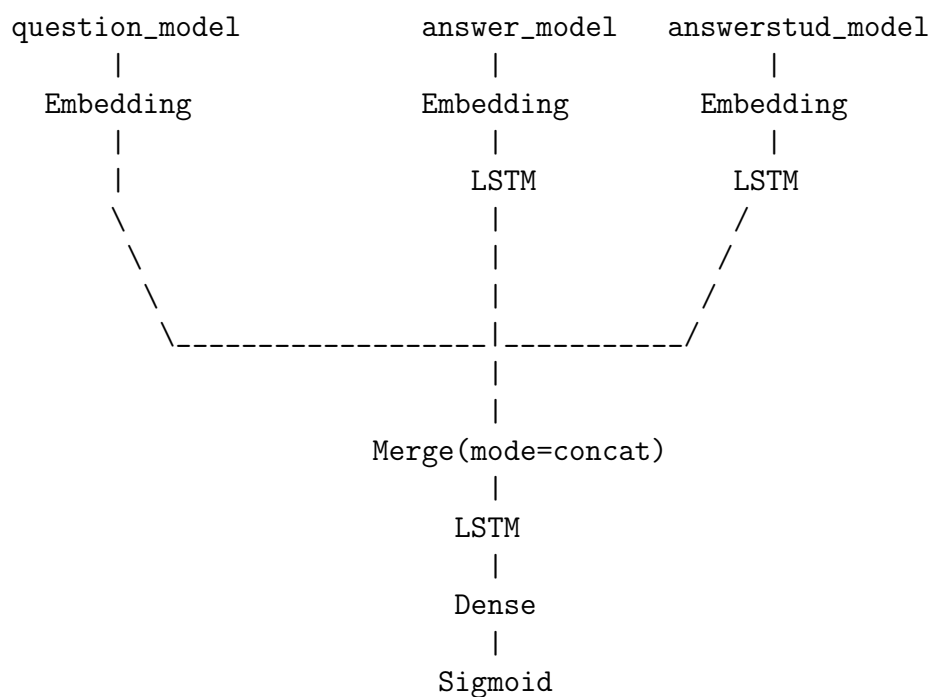 question_model answer_model answerstud_model
Embedding Embedding Embedding
LSTM LSTM
Merge(mode=concat)
LSTM
Dense
Sigmoid